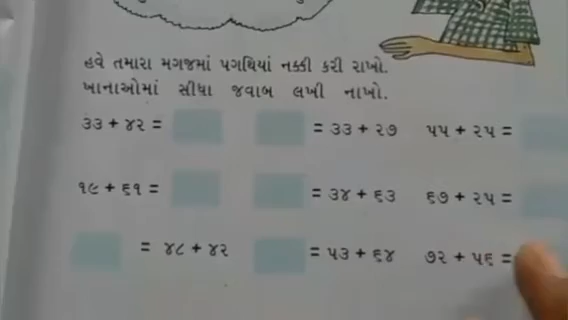 હવે તમારા મગજમાં પગથિયાં નક્કી કરી રાખો.
ખાનાઓમાં સીધા જવાબ લખી નાખો.
૩૩ + ૪૨ = = ૩૩ + ૨૭ ૫૫ + ૨૫ =
૧૯ + ૬૧ = = ૩૪ + ૬૩ ૬૭ + ૨૫ =
= ૪૮ + ૪૨ = ૫૩ + ૬૪ ૭૨ + ૫૬ =